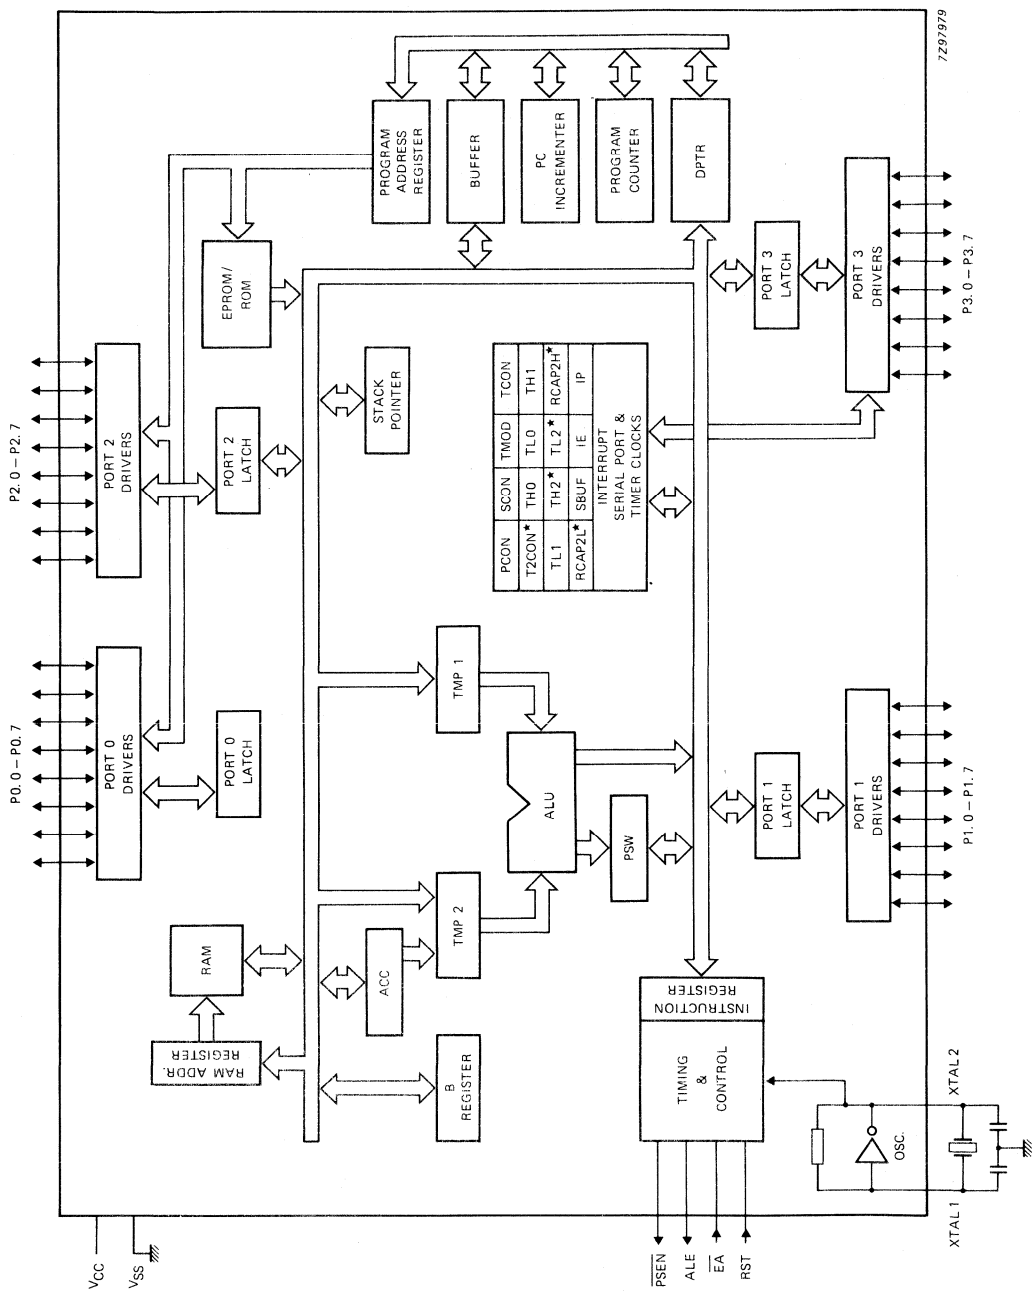 P0.0–P0.7
P2.0–P2.7
VCC
VSS
PORT 0
DRIVERS
PORT 2
DRIVERS
RAM ADDR.
REGISTER
RAM
PORT 0
LATCH
PORT 2
LATCH
EPROM/
ROM
B
REGISTER
ACC
TMP 2
TMP 1
STACK
POINTER
PROGRAM
ADDRESS
REGISTER
BUFFER
PC
INCREMENTER
PROGRAM
COUNTER
DPTR
ALU
PSW
PCON SCON TMOD TCON
T2CON★ TH0 TL0 TH1
TL1 TH2★ TL2★ RCAP2H★
RCAP2L★ SBUF IE IP
INTERRUPT
SERIAL PORT &
TIMER CLOCKS
PSEN
ALE
EA
RST
TIMING
&
CONTROL
INSTRUCTION
REGISTER
PORT 1
LATCH
PORT 3
LATCH
OSC.
PORT 1
DRIVERS
PORT 3
DRIVERS
XTAL1
XTAL2
P1.0–P1.7
P3.0–P3.7
7Z97979